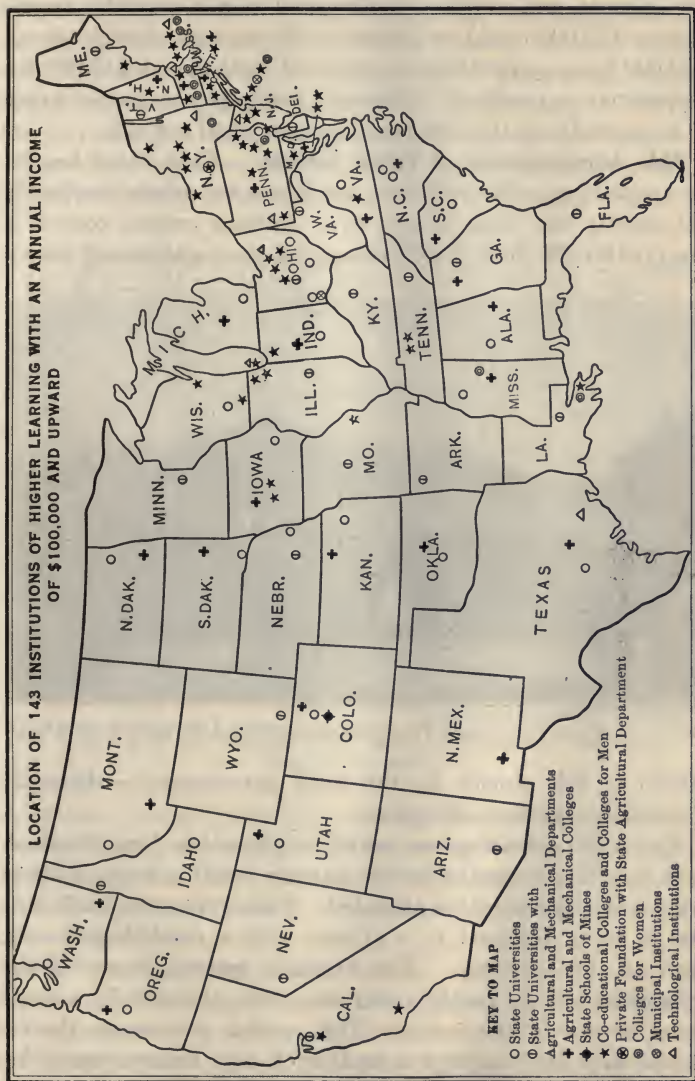 LOCATION OF 143 INSTITUTIONS OF HIGHER LEARNING WITH AN ANNUAL INCOME
OF $100,000 AND UPWARD
WASH.
OREG.
CAL.
NEV.
IDAHO
MONT.
WYO.
UTAH
ARIZ.
COLO.
N.MEX.
N.DAK.
S.DAK.
NEBR.
KAN.
OKLA.
TEXAS
MINN.
IOWA
MO.
ARK.
LA.
WIS.
ILL.
MICH.
IND.
OHIO
KY.
TENN.
MISS.
ALA.
GA.
FLA.
S.C.
N.C.
VA.
W.
VA.
PENN.
N.Y.
N.J.
DEL.
VT.
N.H.
ME.
KEY TO MAP
State Universities
State Universities with
Agricultural and Mechanical Departments
Agricultural and Mechanical Colleges
State Schools of Mines
Co-educational Colleges and Colleges for Men
Private Foundation with State Agricultural Department
Colleges for Women
Municipal Institutions
Technological Institutions